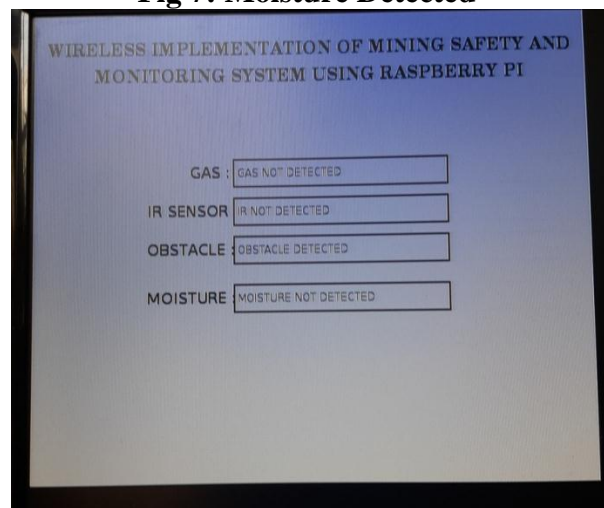 Fig 7: Moisture Detected
WIRELESS IMPLEMENTATION OF MINING SAFETY AND
MONITORING SYSTEM USING RASPBERRY PI
GAS : GAS NOT DETECTED
IR SENSOR IR NOT DETECTED
OBSTACLE : OBSTACLE DETECTED
MOISTURE : MOISTURE NOT DETECTED